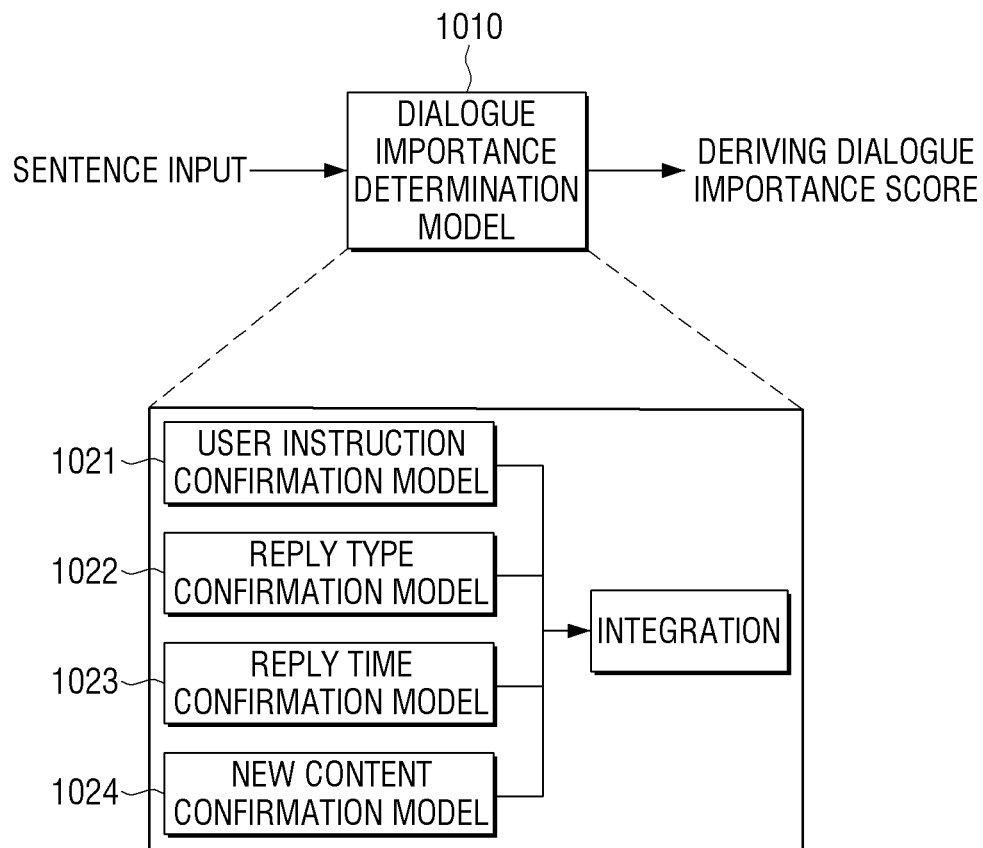 1010
DIALOGUE
IMPORTANCE
DETERMINATION
MODEL
SENTENCE INPUT
DERIVING DIALOGUE
IMPORTANCE SCORE
1021
USER INSTRUCTION
CONFIRMATION MODEL
1022
REPLY TYPE
CONFIRMATION MODEL
INTEGRATION
1023
REPLY TIME
CONFIRMATION MODEL
1024
NEW CONTENT
CONFIRMATION MODEL